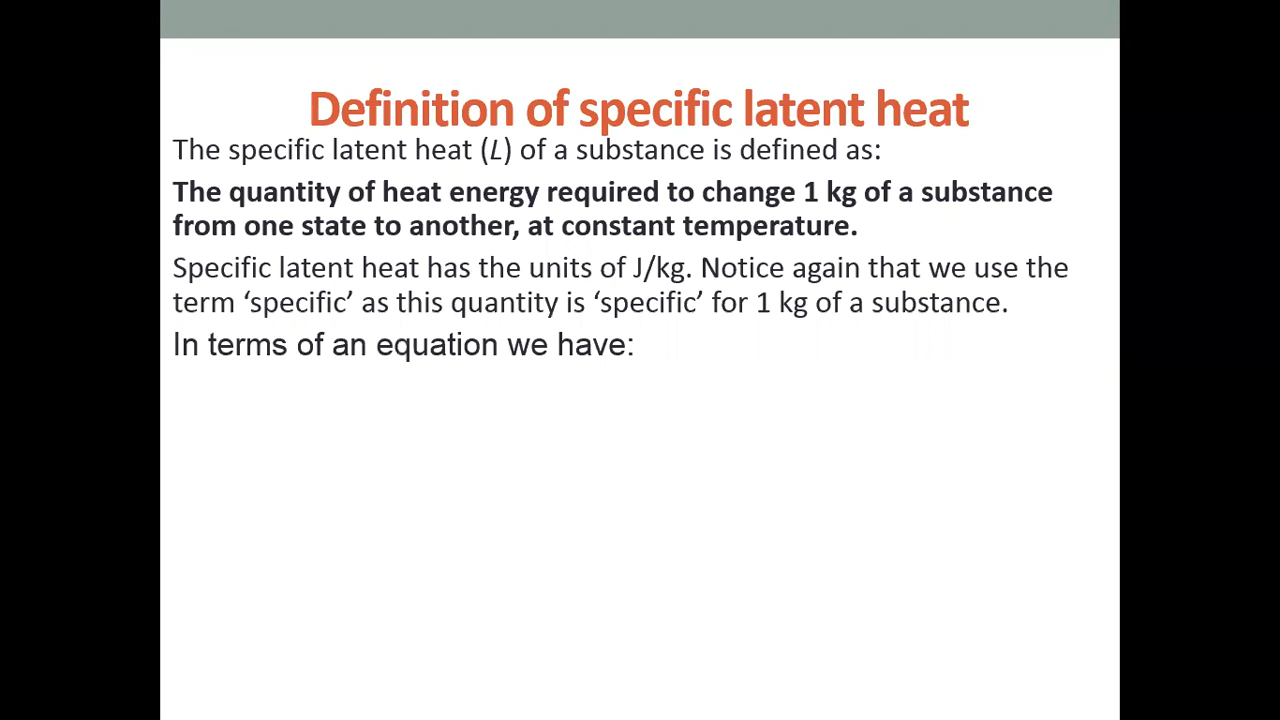 Definition of specific latent heat
The specific latent heat (L) of a substance is defined as:
The quantity of heat energy required to change 1 kg of a substance
from one state to another, at constant temperature.
Specific latent heat has the units of J/kg. Notice again that we use the
term ‘specific’ as this quantity is ‘specific’ for 1 kg of a substance.
In terms of an equation we have: